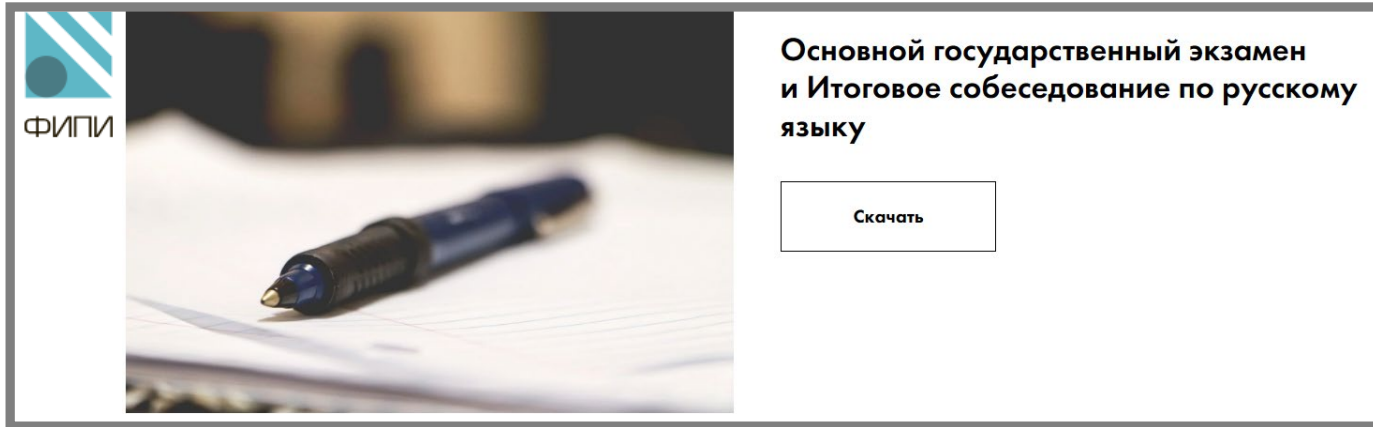 ФИПИ
Основной государственный экзамен
и Итоговое собеседование по русскому
языку
Скачать